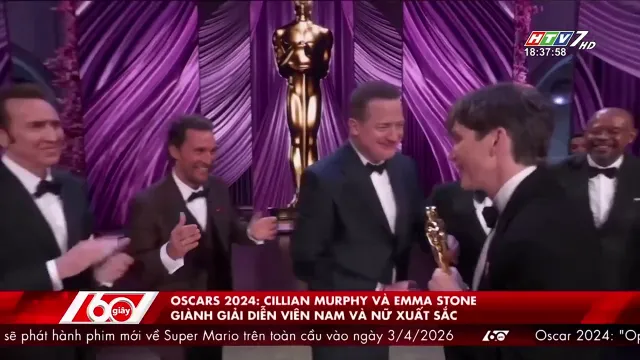 HTV7 HD
18:37:58
OSCARS 2024: CILLIAN MURPHY VÀ EMMA STONE
60 giây
GIÀNH GIẢI DIỄN VIÊN NAM VÀ NỮ XUẤT SẮC
sẽ phát hành phim mới về Super Mario trên toàn cầu vào ngày 3/4/2026 60 Oscar 2024: "Op